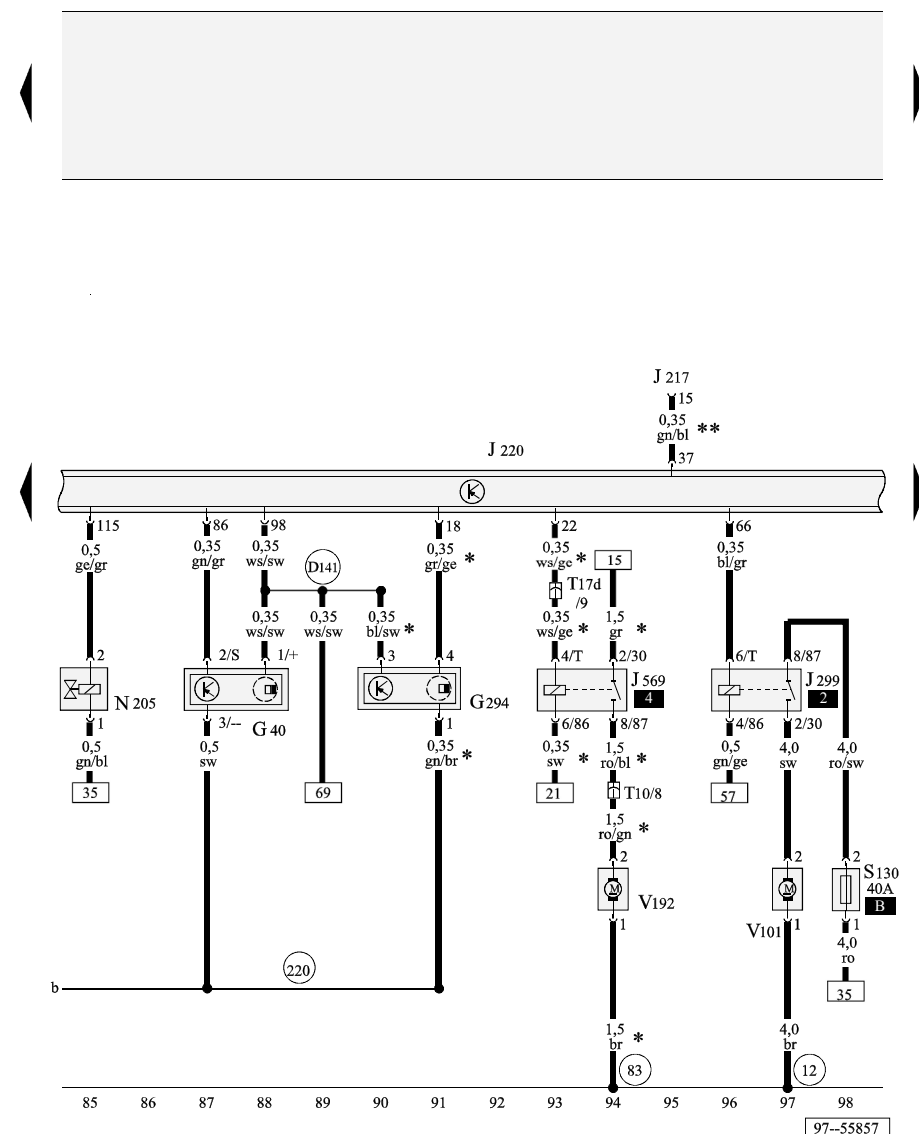 J 217
15
0,35
gn/bl **
37
J 220
115 86 98 18 22 66
0,5 0,35 0,35 0,35 0,35 0,35
ge/gr gn/gr ws/sw gr/ge * ws/ge * 15 bl/gr
D141
T17d
/9
0,35 0,35 0,35 0,35 1,5
ws/sw ws/sw bl/sw * ws/ge * gr *
2 2/S 1/+ 3 4 4/T 2/30 6/T 8/87
N 205
G 40
G 294
J 569
4
J 299
2
1 3/-- 1 6/86 8/87 4/86 2/30
0,5 0,5 0,35 0,35 1,5 0,5 4,0 4,0
gn/bl sw gn/br * sw * ro/bl * gn/ge sw ro/sw
35 69 21 T10/8 57
1,5
ro/gn *
2 2 2
M M
S 130
40A
B
V192
V101
1 1 1
4,0
ro
35
b 220
1,5 4,0
br * br
83 12
85 86 87 88 89 90 91 92 93 94 95 96 97 98
97--55857